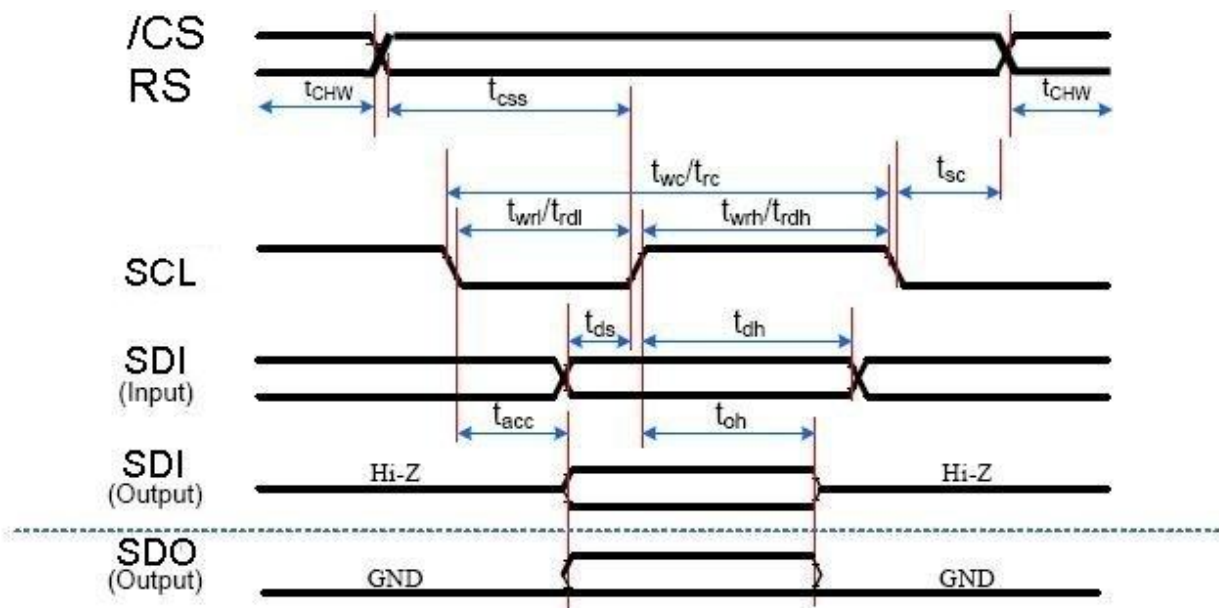 /CS
RS
tCHW
tcss
tCHW
twc/trc
tsc
twrl/trdl
twrh/trdh
SCL
tds
tdh
SDI
(Input)
tacc
toh
SDI
(Output)
Hi-Z
Hi-Z
SDO
(Output)
GND
GND